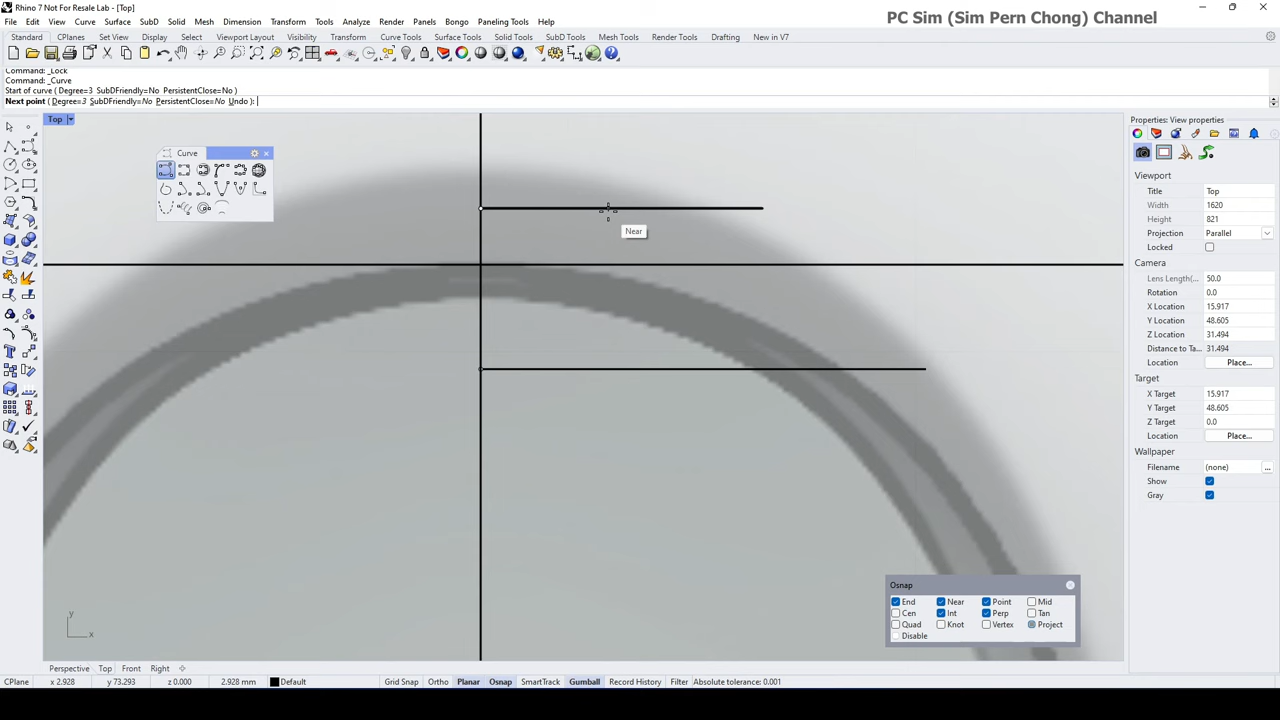 Rhino 7 Not For Resale Lab - [Top]
PC Sim (Sim Pern Chong) Channel
File Edit View Curve Surface SubD Solid Mesh Dimension Transform Tools Analyze Render Panels Bongo Paneling Tools Help
Standard CPlanes Set View Display Select Viewport Layout Visibility Transform Curve Tools Surface Tools Solid Tools SubD Tools Mesh Tools Render Tools Drafting New in V7
Command: _Lock
Command: _Curve
Start of curve ( Degree=3 SubDFriendly=No PersistentClose=No )
Next point ( Degree=3 SubDFriendly=No PersistentClose=No Undo ):
Top
Curve
Near
y
x
Osnap
End Near Point Mid
Cen Int Perp Tan
Quad Knot Vertex Project
Disable
Properties: View properties
Viewport
Title Top
Width 1620
Height 821
Projection Parallel
Locked
Camera
Lens Length(... 50.0
Rotation 0.0
X Location 15.917
Y Location 48.605
Z Location 31.494
Distance to Ta... 31.494
Location Place...
Target
X Target 15.917
Y Target 48.605
Z Target 0.0
Location Place...
Wallpaper
Filename (none) ...
Show
Gray
Perspective Top Front Right
CPlane x 2.928 y 73.293 z 0.000 2.928 mm Default Grid Snap Ortho Planar Osnap SmartTrack Gumball Record History Filter Absolute tolerance: 0.001